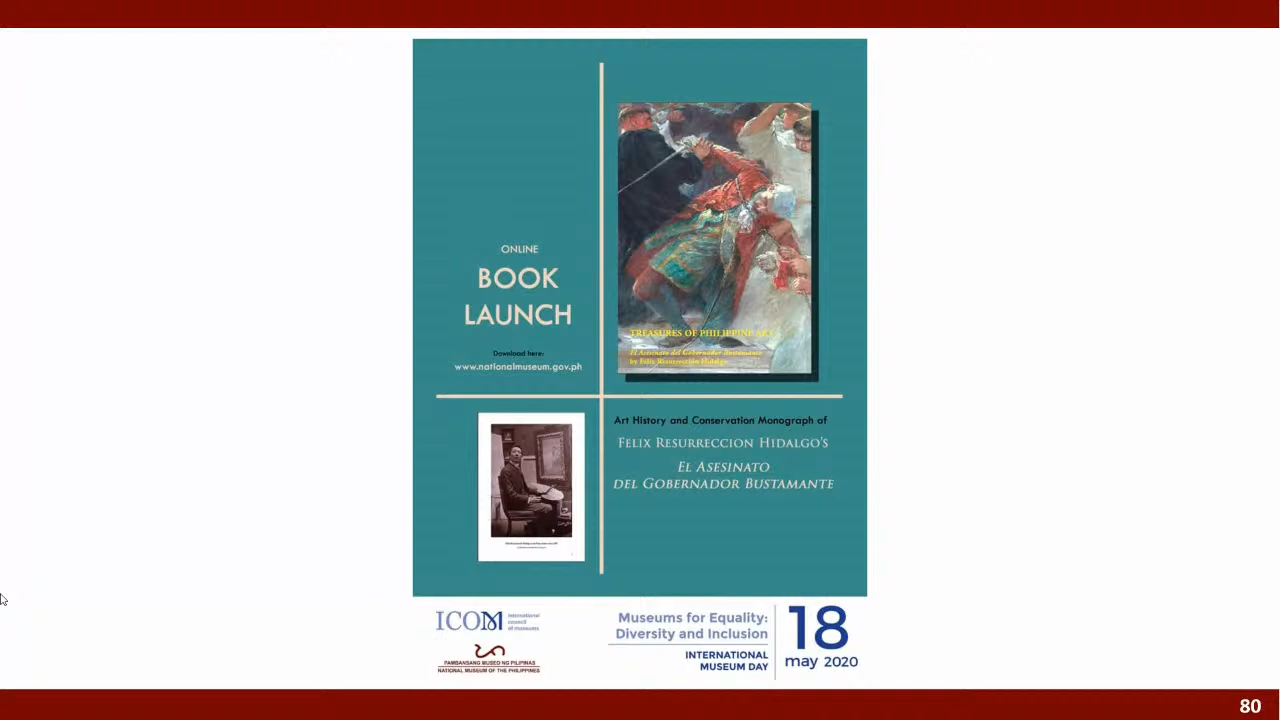 ONLINE
BOOK
LAUNCH
Download here:
www.nationalmuseum.gov.ph
TREASURES OF PHILIPPINE ART
El Asesinato del Gobernador Bustamante
by Félix Resurrección Hidalgo
Art History and Conservation Monograph of
FELIX RESURRECCION HIDALGO'S
EL ASESINATO
DEL GOBERNADOR BUSTAMANTE
ICOM international
council
of museums
PAMBANSANG MUSEO NG PILIPINAS
NATIONAL MUSEUM OF THE PHILIPPINES
Museums for Equality:
Diversity and Inclusion
INTERNATIONAL
MUSEUM DAY
18
may 2020
80